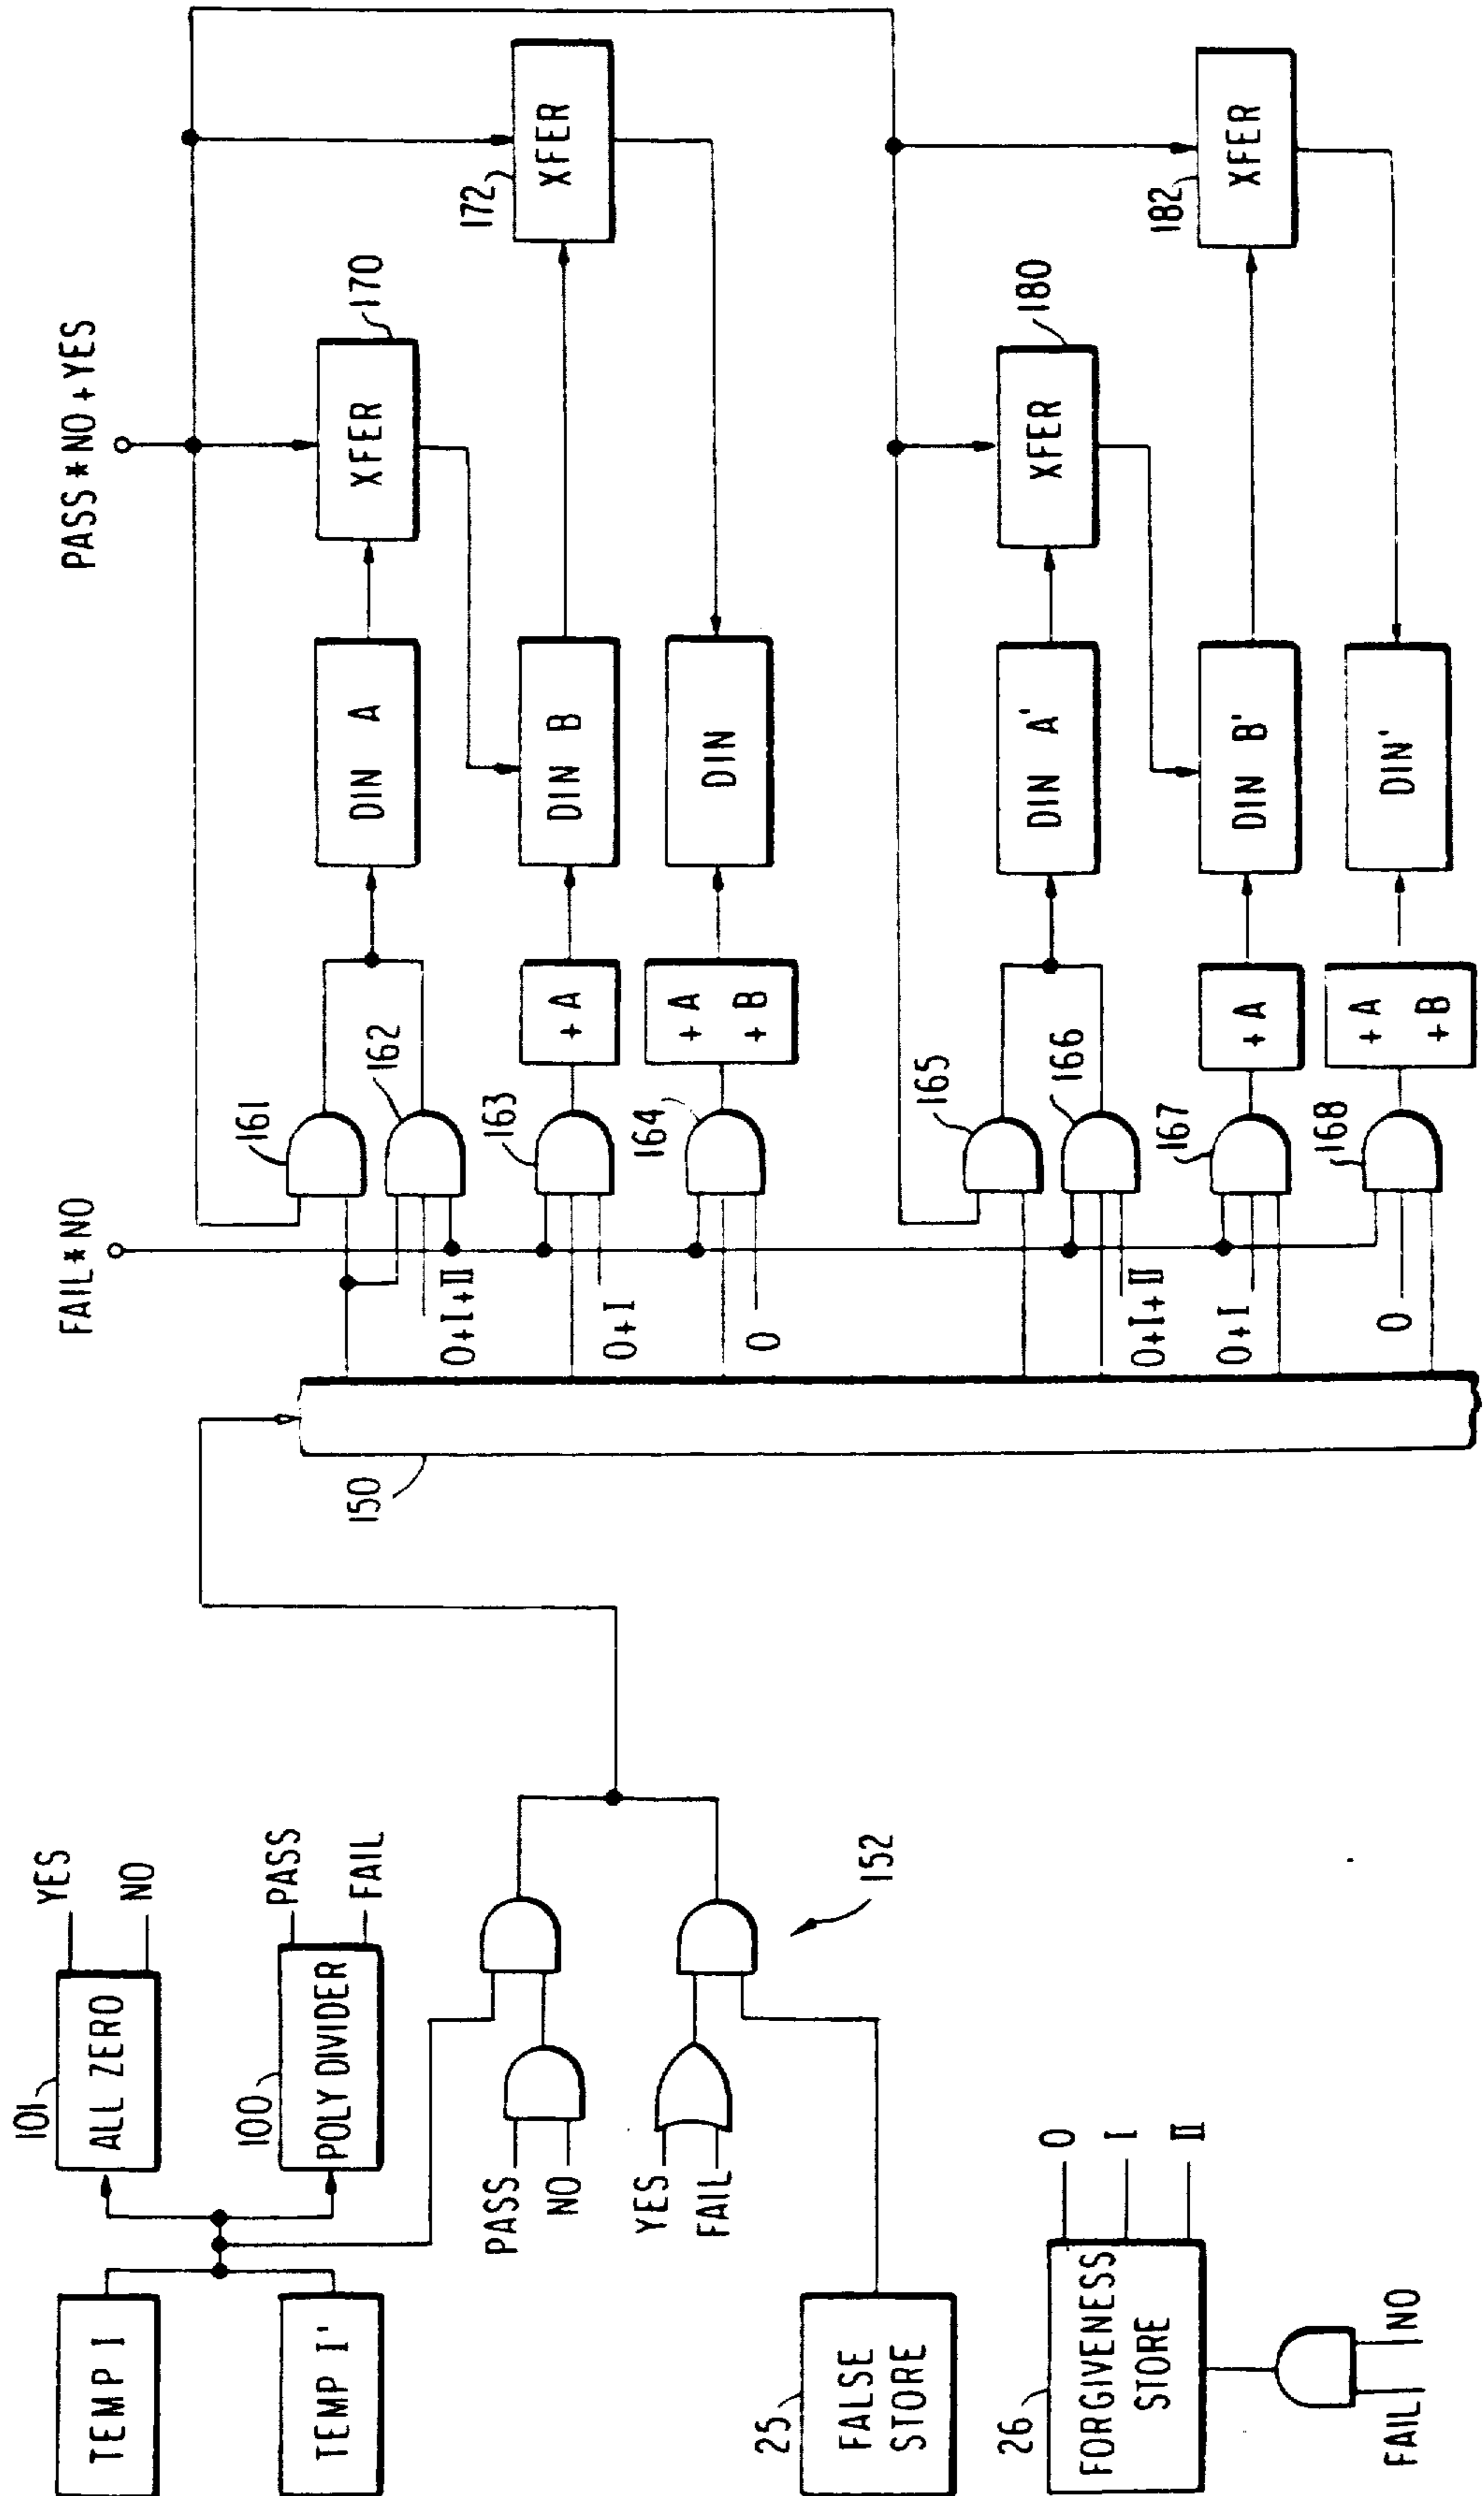 TEMP I
TEMP I'
101
ALL ZERO
YES
NO
100
POLY DIVIDER
PASS
FAIL
PASS
NO
YES
FAIL
152
25
FALSE
STORE
26
FORGIVENESS
STORE
0
I
II
FAIL
NO
150
FAIL*NO
PASS*NO+YES
161
162
0+I+II
DIN A
XFER
170
163
0+I
+A
DIN B
XFER
172
164
0
+A
+B
DIN
165
166
0+I+II
DIN A'
XFER
180
167
0+I
+A
DIN B'
XFER
182
168
0
+A
+B
DIN'